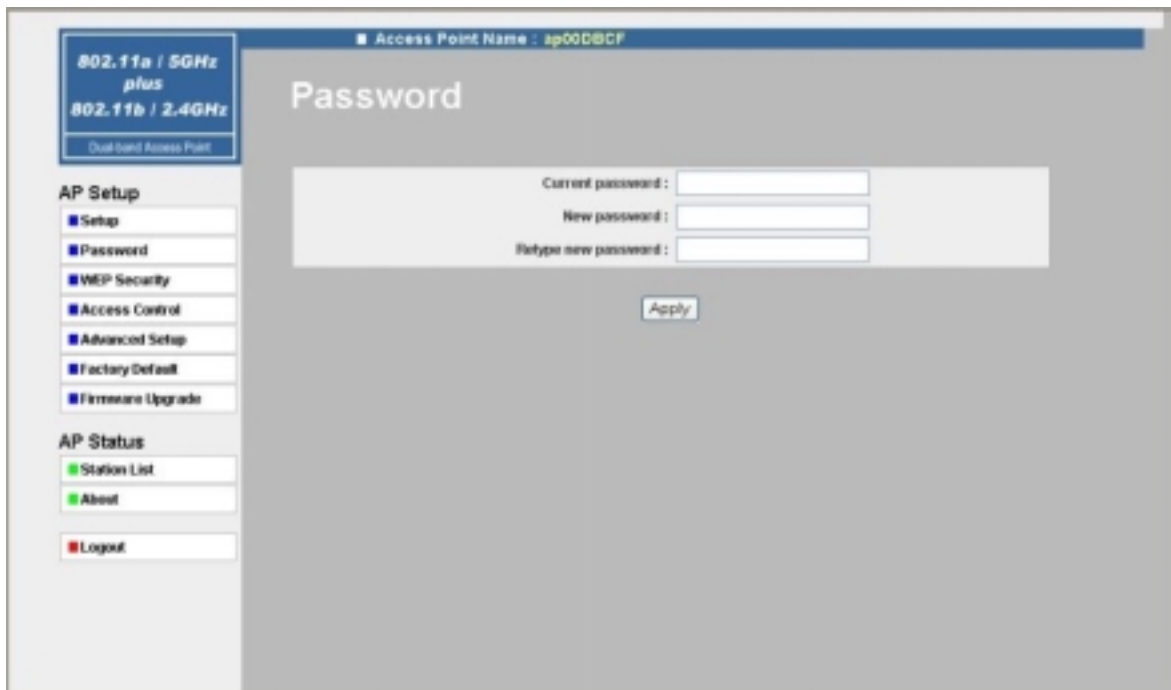 Access Point Name : ap00DBCF
802.11a / 5GHz
plus
802.11b / 2.4GHz
Dual-band Access Point
Password
Current password :
New password :
Retype new password :
Apply
AP Setup
Setup
Password
WEP Security
Access Control
Advanced Setup
Factory Default
Firmware Upgrade
AP Status
Station List
About
Logout